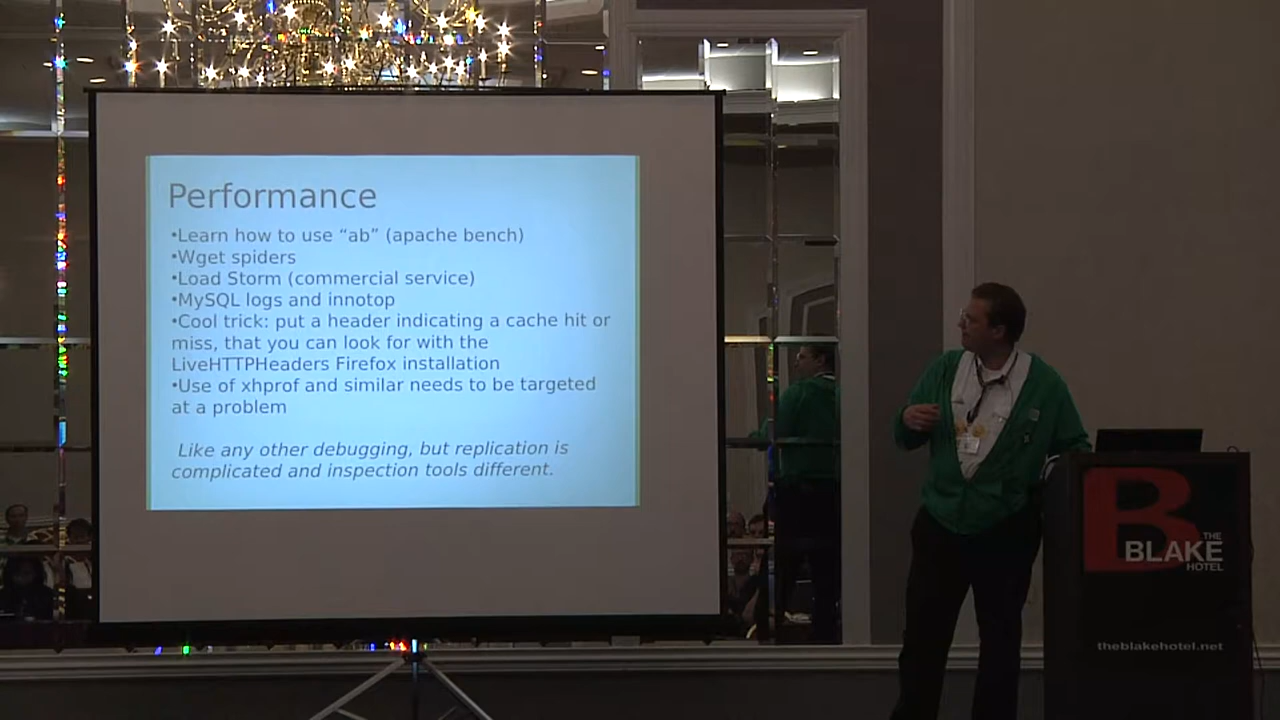 Performance
•Learn how to use “ab” (apache bench)
•Wget spiders
•Load Storm (commercial service)
•MySQL logs and innotop
•Cool trick: put a header indicating a cache hit or
miss, that you can look for with the
LiveHTTPHeaders Firefox installation
•Use of xhprof and similar needs to be targeted
at a problem
Like any other debugging, but replication is
complicated and inspection tools different.
B
THE
BLAKE
HOTEL
theblakehotel.net